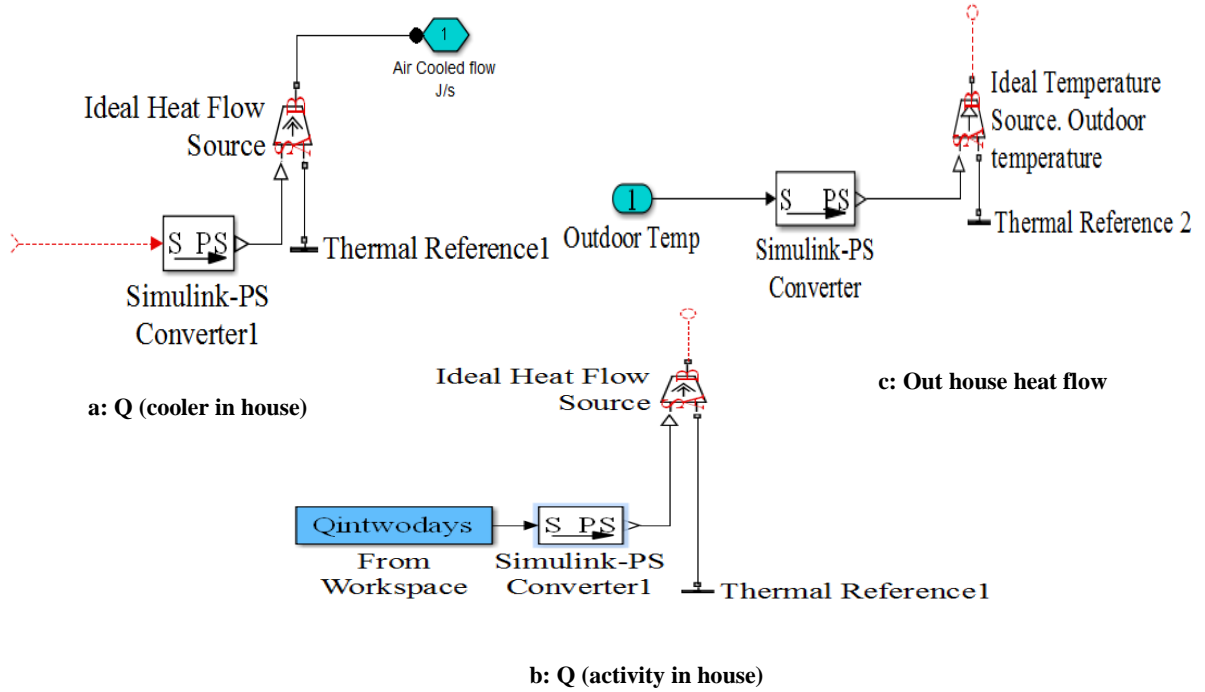 1
Air Cooled flow
J/s
Ideal Heat Flow
Source
B
S A
S PS
Thermal Reference1
Simulink-PS
Converter1
a: Q (cooler in house)
Ideal Temperature
Source. Outdoor
temperature
B
S A
1
S PS
Outdoor Temp
Thermal Reference 2
Simulink-PS
Converter
c: Out house heat flow
Ideal Heat Flow
Source
B
S A
Qintwodays
S PS
From
Workspace
Simulink-PS
Converter1
Thermal Reference1
b: Q (activity in house)